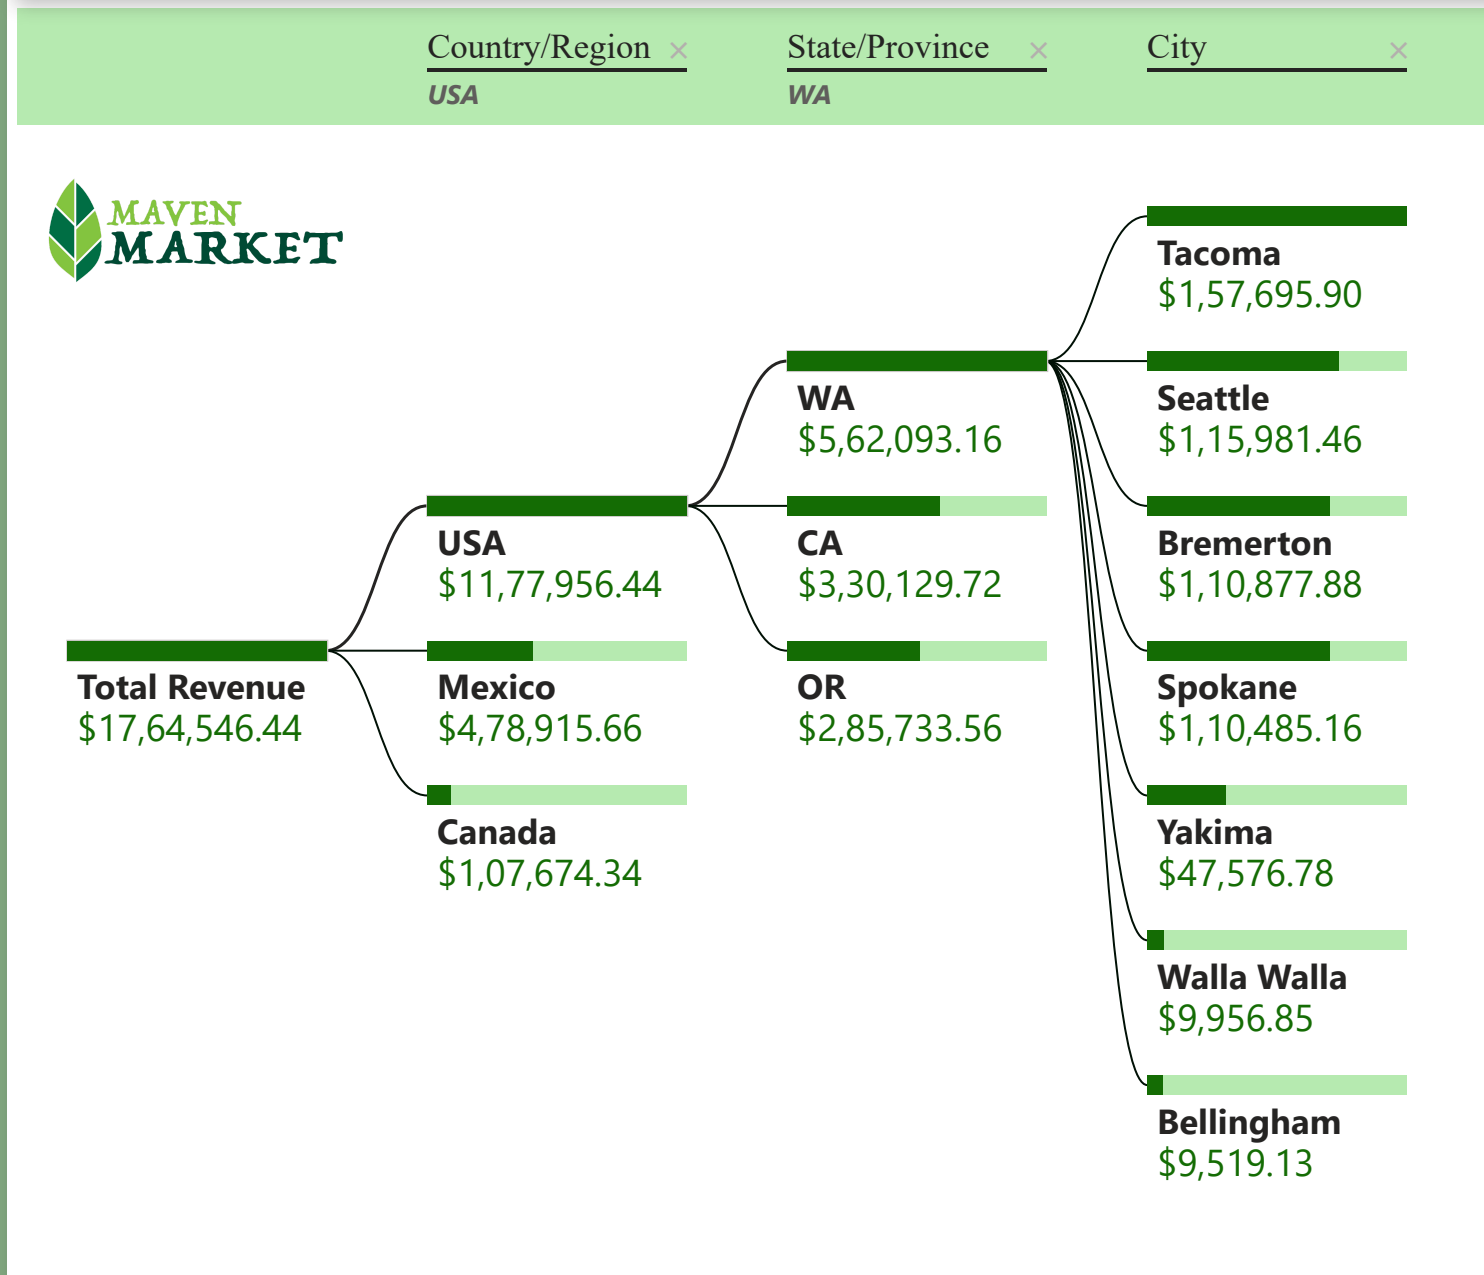 Country/Region
State/Province
City
USA
WA
MAVEN
MARKET
Total Revenue
$17,64,546.44
USA
$11,77,956.44
Mexico
$4,78,915.66
Canada
$1,07,674.34
WA
$5,62,093.16
CA
$3,30,129.72
OR
$2,85,733.56
Tacoma
$1,57,695.90
Seattle
$1,15,981.46
Bremerton
$1,10,877.88
Spokane
$1,10,485.16
Yakima
$47,576.78
Walla Walla
$9,956.85
Bellingham
$9,519.13